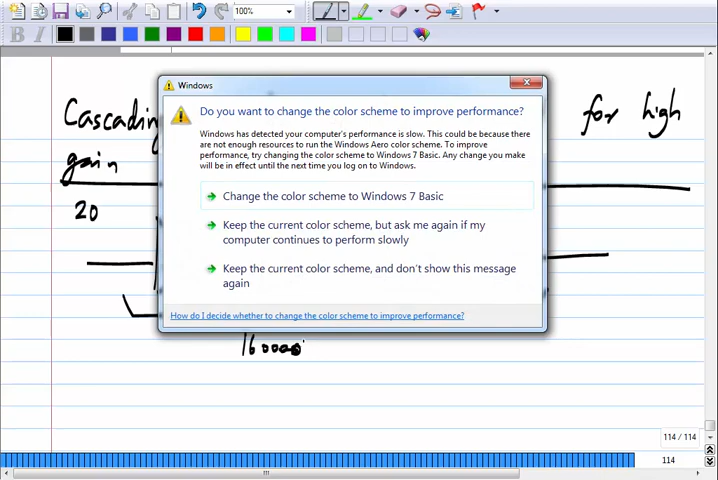 100%
B I
Windows
Do you want to change the color scheme to improve performance?
Windows has detected your computer's performance is slow. This could be because there
are not enough resources to run the Windows Aero color scheme. To improve
performance, try changing the color scheme to Windows 7 Basic. Any change you make
will be in effect until the next time you log on to Windows.
Change the color scheme to Windows 7 Basic
Keep the current color scheme, but ask me again if my
computer continues to perform slowly
Keep the current color scheme, and don't show this message
again
How do I decide whether to change the color scheme to improve performance?
Cascading for high
gain
20
114 / 114
114